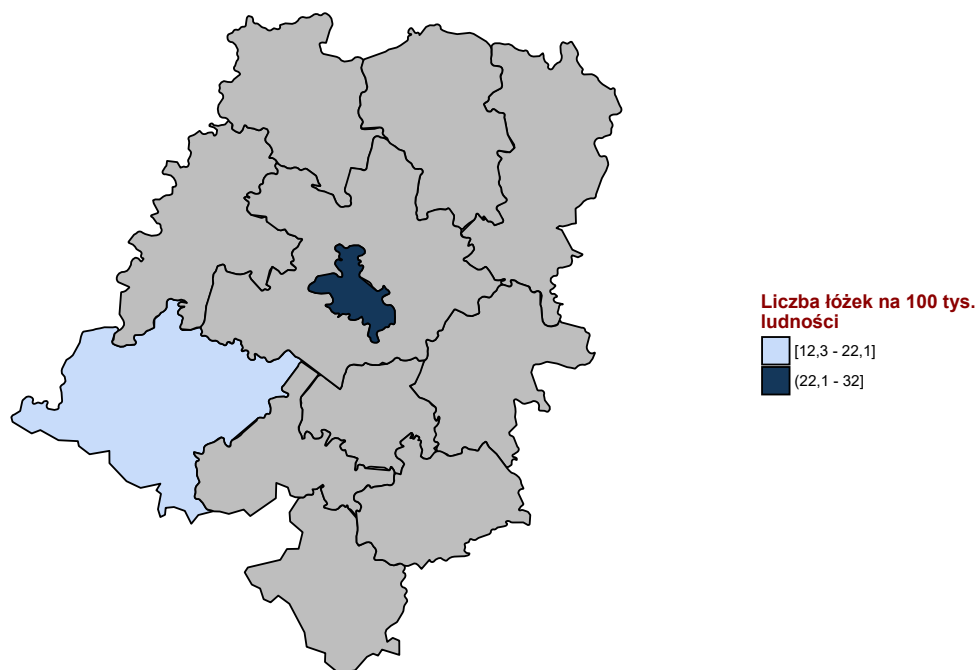 Liczba łóżek na 100 tys.
ludności
[12,3 - 22,1]
(22,1 - 32]